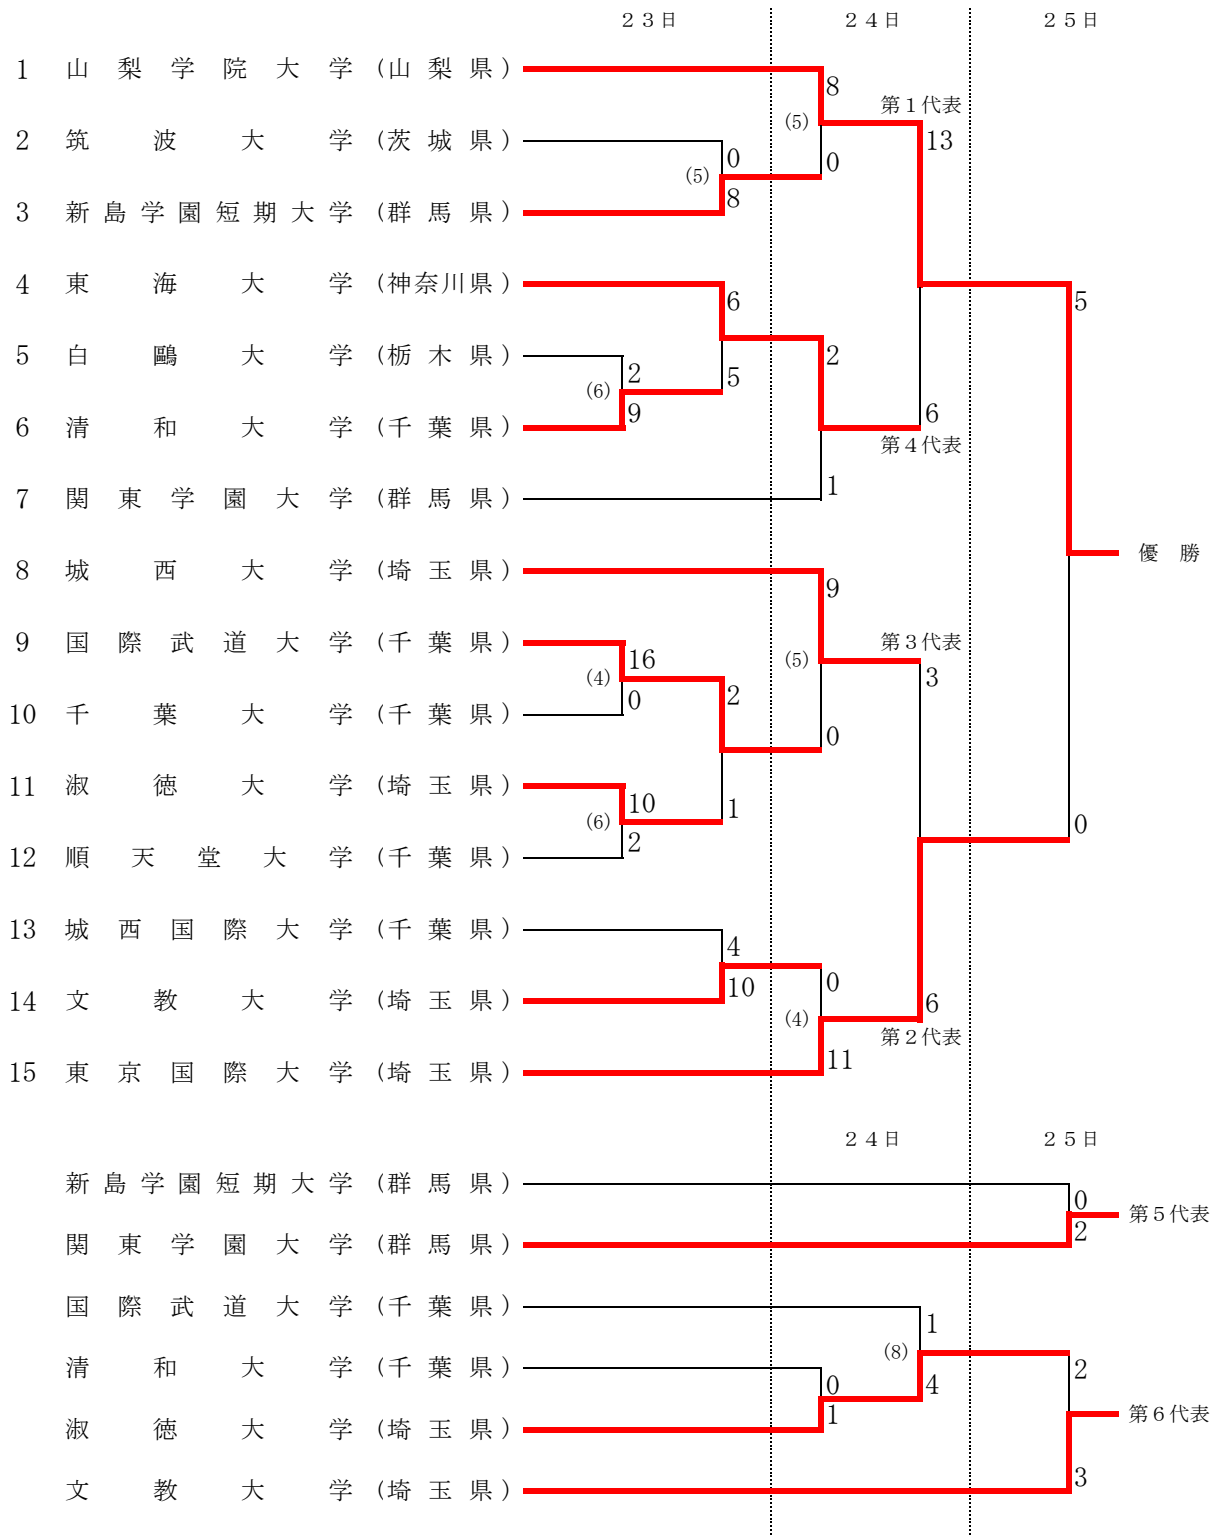 ２３日 ２４日 ２５日
1 山梨学院大学 (山梨県)
8
第１代表
(5)
13
2 筑波大学 (茨城県)
0
0
(5)
8
3 新島学園短期大学 (群馬県)
4 東海大学 (神奈川県)
6
5
5 白鷗大学 (栃木県)
2
2
5
(6)
9
6
6 清和大学 (千葉県)
第４代表
1
7 関東学園大学 (群馬県)
優勝
8 城西大学 (埼玉県)
9
9 国際武道大学 (千葉県)
第３代表
16
(5)
3
(4)
2
0
10 千葉大学 (千葉県)
0
11 淑徳大学 (埼玉県)
10
1
(6)
0
2
12 順天堂大学 (千葉県)
13 城西国際大学 (千葉県)
4
0
10
14 文教大学 (埼玉県)
6
(4)
第２代表
11
15 東京国際大学 (埼玉県)
２４日 ２５日
新島学園短期大学 (群馬県)
0
第５代表
2
関東学園大学 (群馬県)
国際武道大学 (千葉県)
1
(8)
清和大学 (千葉県)
2
0
4
1
第６代表
淑徳大学 (埼玉県)
3
文教大学 (埼玉県)